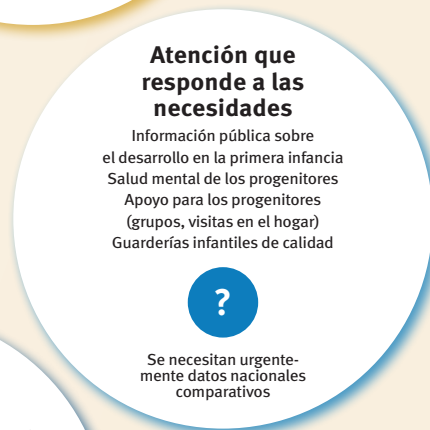 Atención que
responde a las
necesidades
Información pública sobre
el desarrollo en la primera infancia
Salud mental de los progenitores
Apoyo para los progenitores
(grupos, visitas en el hogar)
Guarderías infantiles de calidad
?
Se necesitan urgente-
mente datos nacionales
comparativos